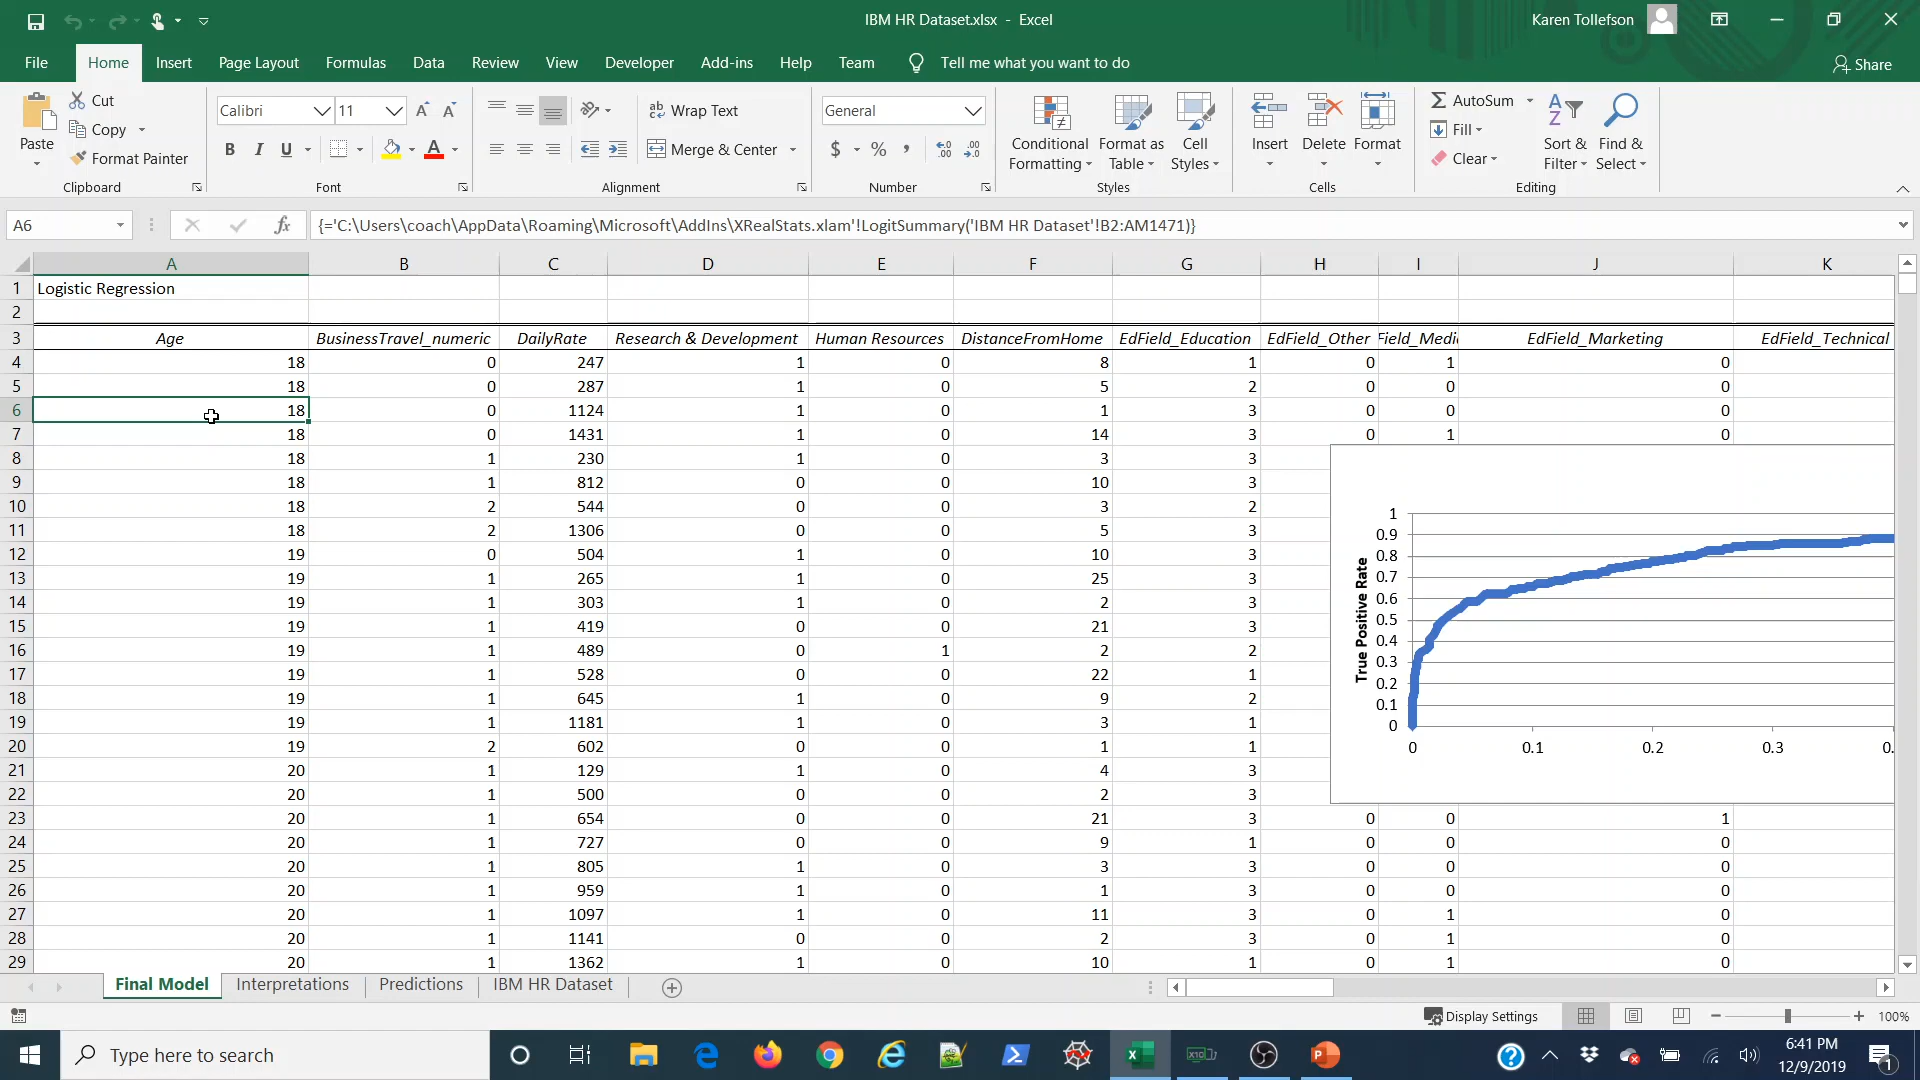 IBM HR Dataset.xlsx - Excel
Karen Tollefson
File Home Insert Page Layout Formulas Data Review View Developer Add-ins Help Team Tell me what you want to do Share
Paste
Cut
Copy
Format Painter
Clipboard
Calibri 11
B I U
Font
Wrap Text
Merge & Center
Alignment
General
$ % ,
Number
Conditional Formatting
Format as Table
Cell Styles
Styles
Insert Delete Format
Cells
AutoSum
Fill
Clear
Sort & Filter
Find & Select
Editing
A6 fx {='C:\Users\coach\AppData\Roaming\Microsoft\AddIns\XRealStats.xlam'!LogitSummary('IBM HR Dataset'!B2:AM1471)}
A B C D E F G H I J K
1 Logistic Regression
2
3 Age BusinessTravel_numeric DailyRate Research & Development Human Resources DistanceFromHome EdField_Education EdField_Other Field_Medi EdField_Marketing EdField_Technical
4 18 0 247 1 0 8 1 0 1 0
5 18 0 287 1 0 5 2 0 0 0
6 18 0 1124 1 0 1 3 0 0 0
7 18 0 1431 1 0 14 3 0 1 0
8 18 1 230 1 0 3 3
9 18 1 812 0 0 10 3
10 18 2 544 0 0 3 2
11 18 2 1306 0 0 5 3
12 19 0 504 1 0 10 3
13 19 1 265 1 0 25 3
14 19 1 303 1 0 2 3
15 19 1 419 0 0 21 3
16 19 1 489 0 1 2 2
17 19 1 528 0 0 22 1
18 19 1 645 1 0 9 2
19 19 1 1181 1 0 3 1
20 19 2 602 0 0 1 1
21 20 1 129 1 0 4 3
22 20 1 500 0 0 2 3
23 20 1 654 0 0 21 3 0 0 1
24 20 1 727 0 0 9 1 0 0 0
25 20 1 805 1 0 3 3 0 0 0
26 20 1 959 1 0 1 3 0 0 0
27 20 1 1097 1 0 11 3 0 1 0
28 20 1 1141 0 0 2 3 0 1 0
29 20 1 1362 1 0 10 1 0 1 0
True Positive Rate
1
0.9
0.8
0.7
0.6
0.5
0.4
0.3
0.2
0.1
0
0 0.1 0.2 0.3 0.
Final Model Interpretations Predictions IBM HR Dataset
Display Settings 100%
Type here to search
6:41 PM
12/9/2019
1